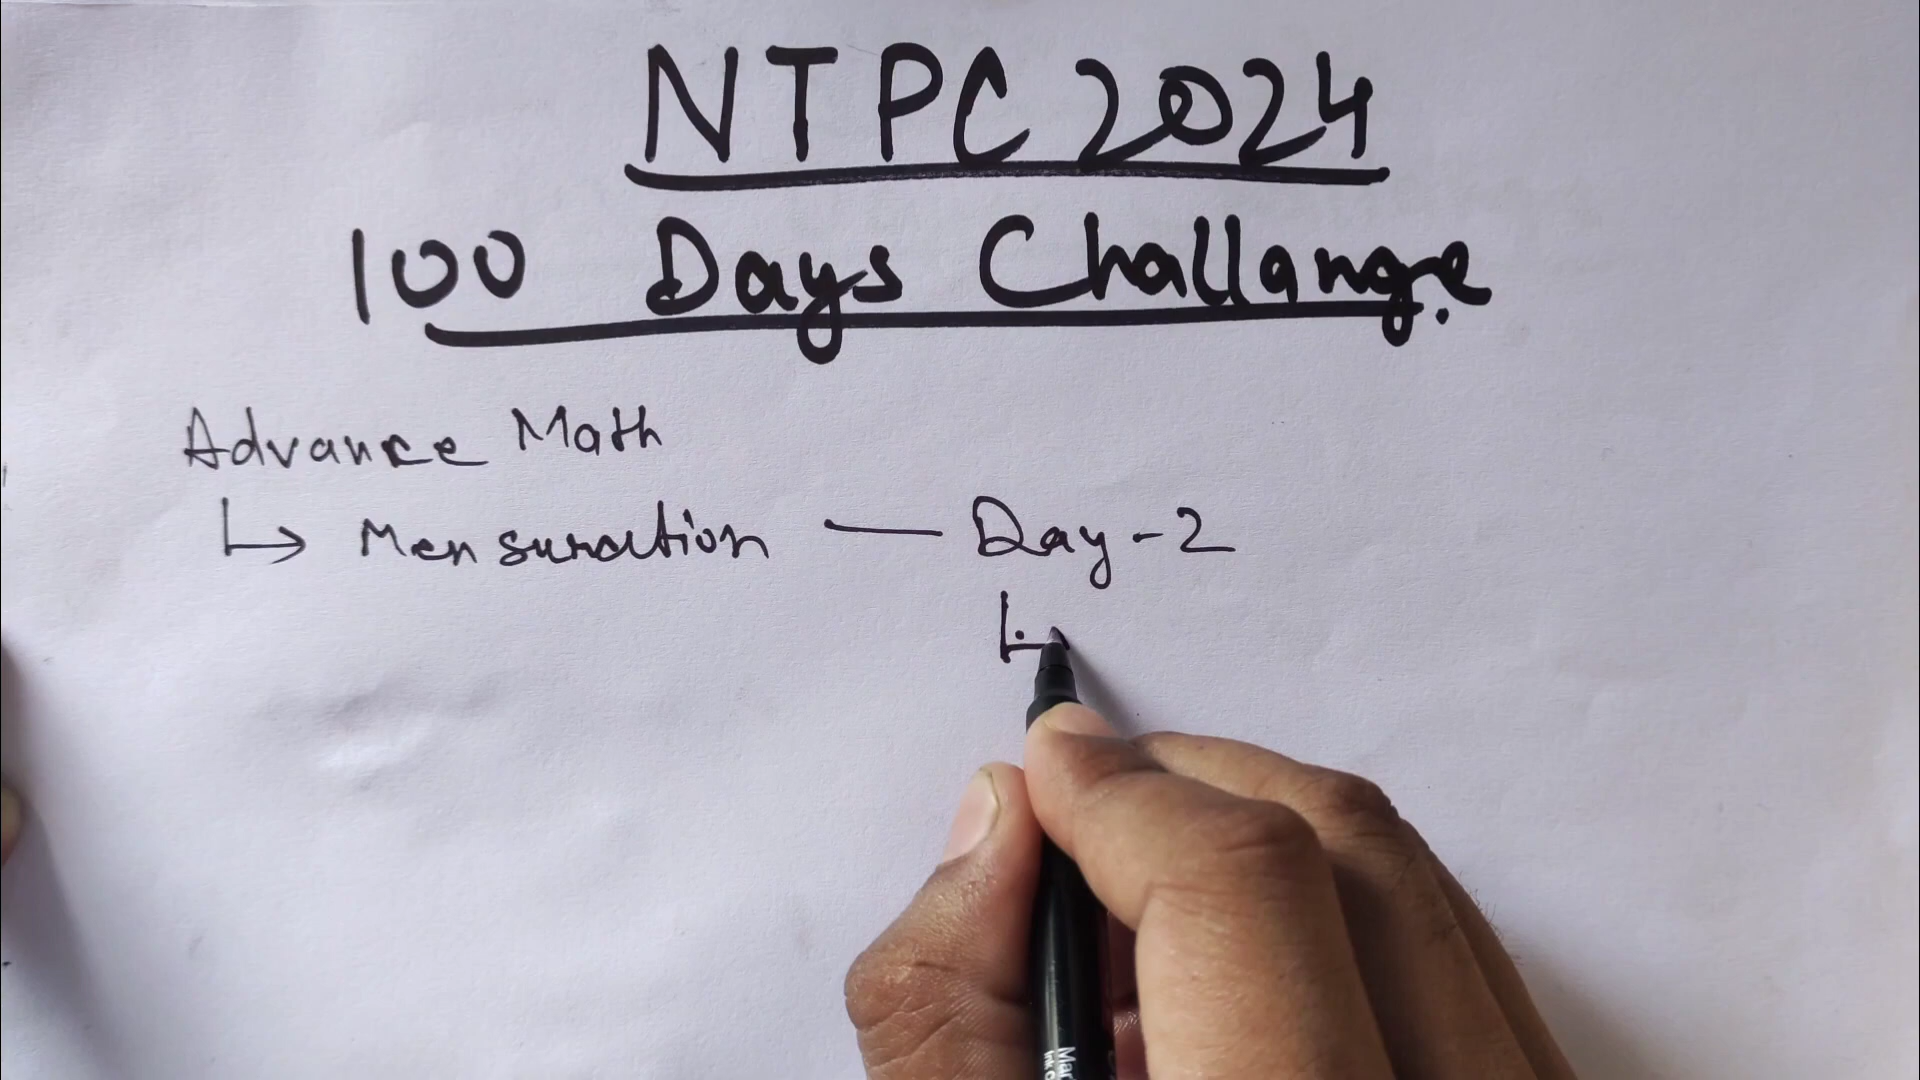 NTPC 2024
100 Days Challange.
Advance Math
↳ Mensuration — Day-2